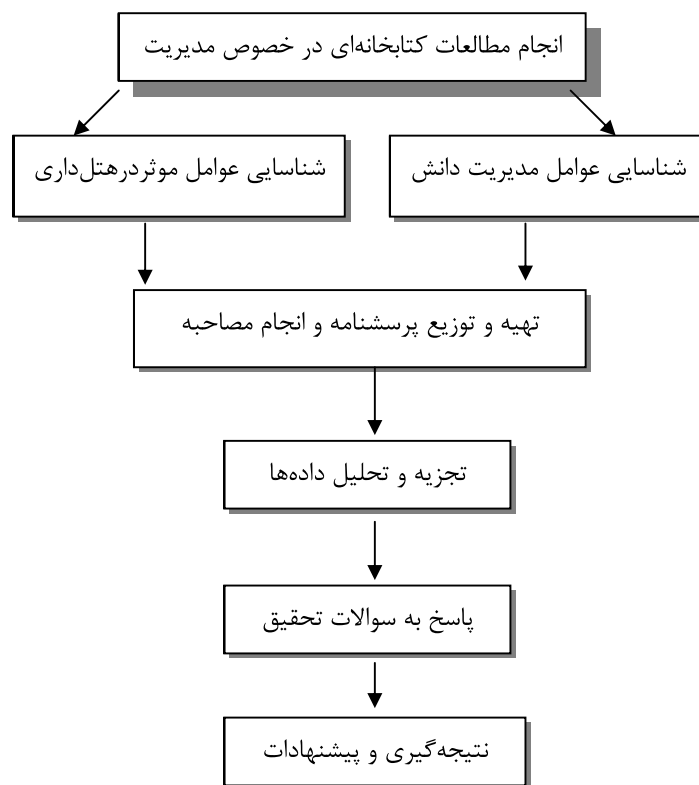 انجام مطالعات کتابخانه‌ای در خصوص مدیریت
شناسایی عوامل مدیریت دانش
شناسایی عوامل موثردرهتل‌داری
تهیه و توزیع پرسشنامه و انجام مصاحبه
تجزیه و تحلیل داده‌ها
پاسخ به سوالات تحقیق
نتیجه‌گیری و پیشنهادات